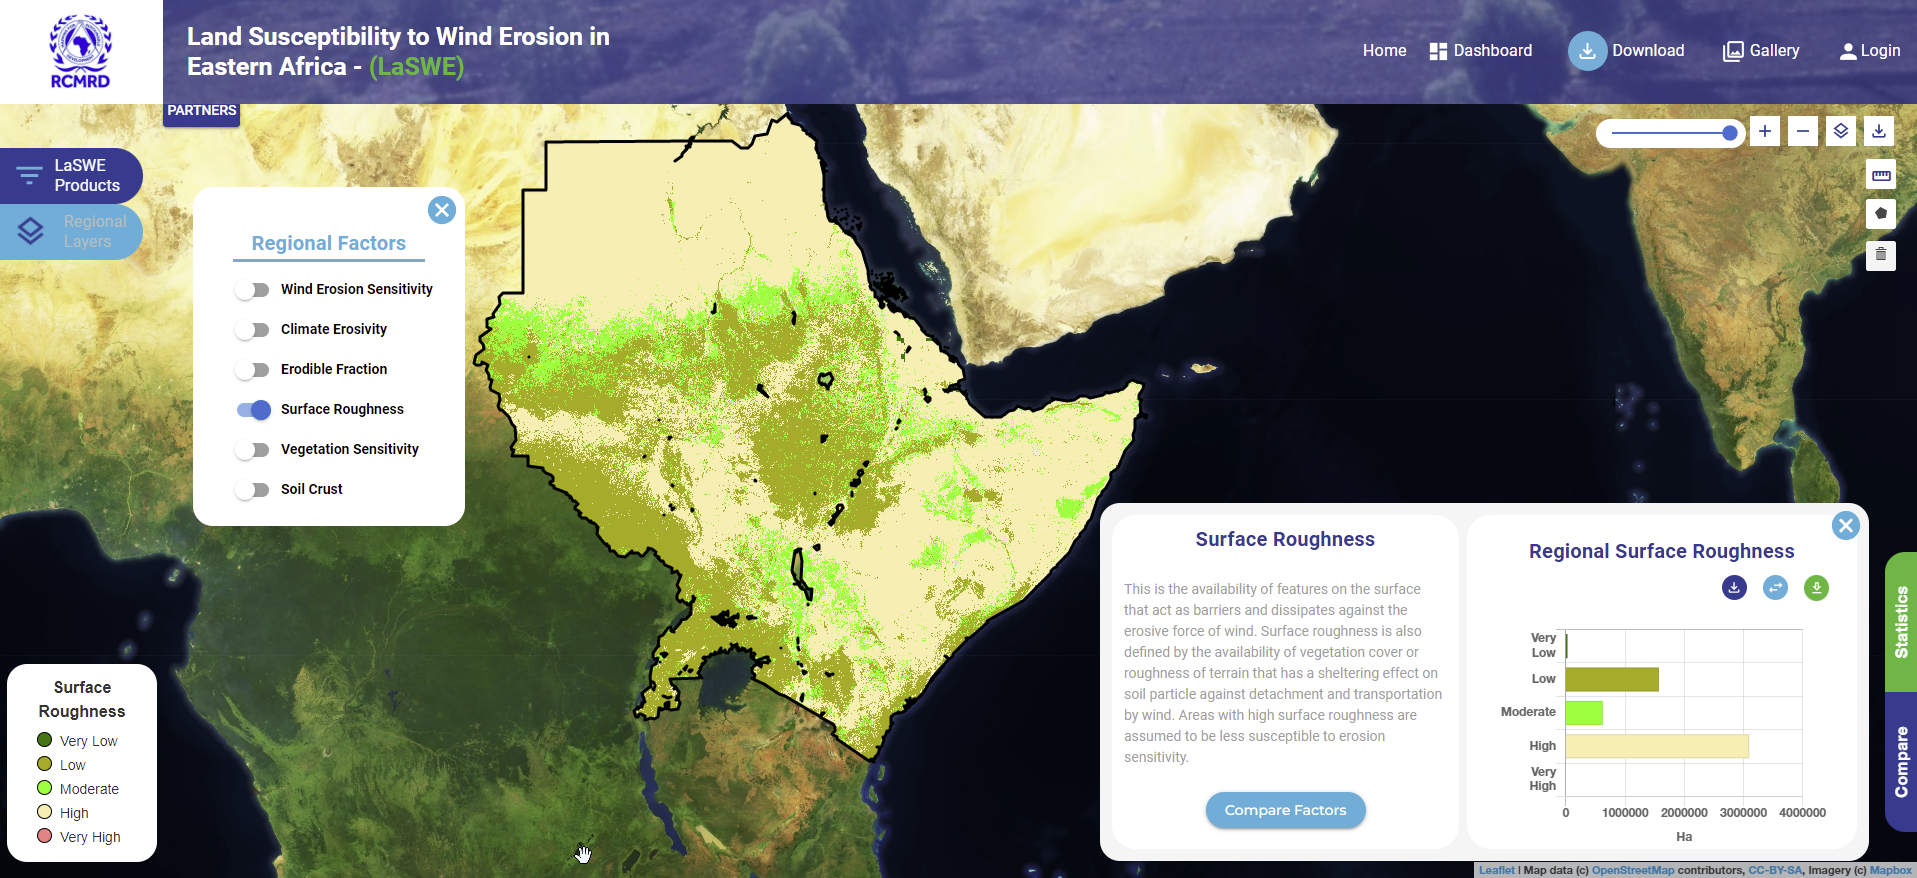 RCMRD
Land Susceptibility to Wind Erosion in
Eastern Africa - (LaSWE)
Home
Dashboard
Download
Gallery
Login
PARTNERS
LaSWE
Products
Regional
Layers
Regional Factors
Wind Erosion Sensitivity
Climate Erosivity
Erodible Fraction
Surface Roughness
Vegetation Sensitivity
Soil Crust
Surface
Roughness
Very Low
Low
Moderate
High
Very High
Surface Roughness
This is the availability of features on the surface
that act as barriers and dissipates against the
erosive force of wind. Surface roughness is also
defined by the availability of vegetation cover or
roughness of terrain that has a sheltering effect on
soil particle against detachment and transportation
by wind. Areas with high surface roughness are
assumed to be less susceptible to erosion
sensitivity.
Compare Factors
Regional Surface Roughness
Very
Low
Low
Moderate
High
Very
High
0 1000000 2000000 3000000 4000000
Ha
Statistics
Compare
Leaflet | Map data (c) OpenStreetMap contributors, CC-BY-SA, Imagery (c) Mapbox